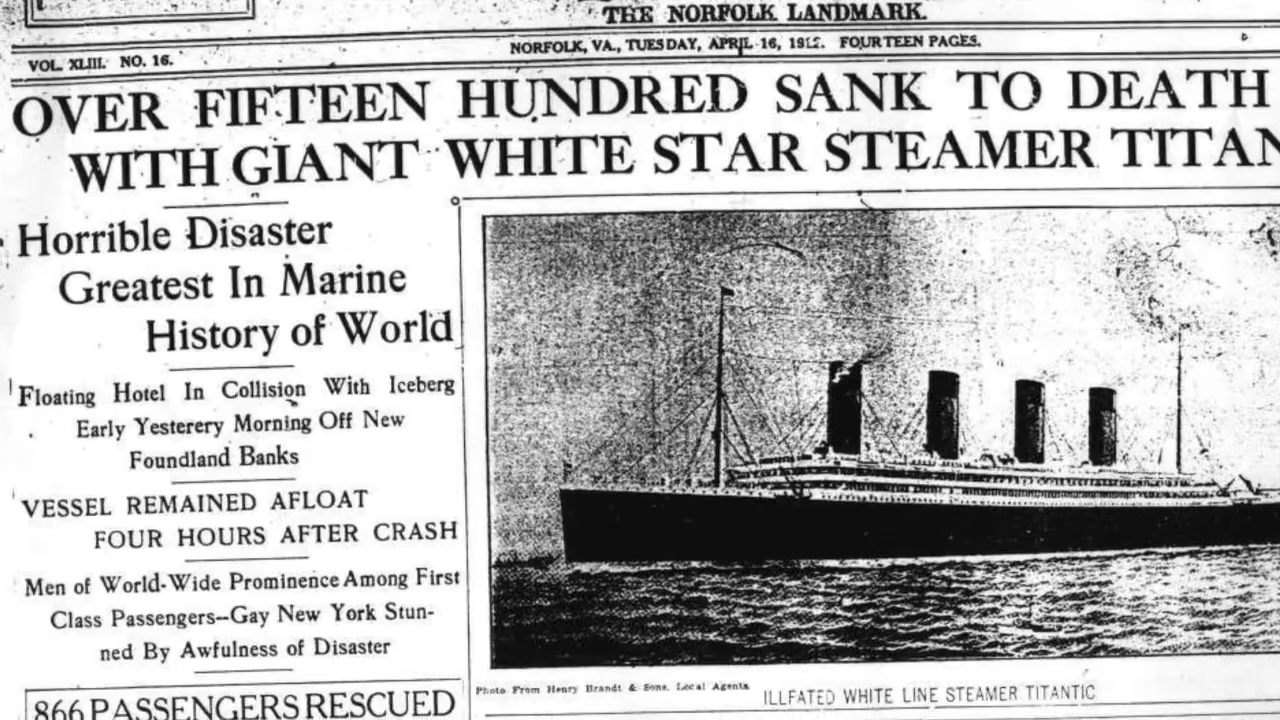 THE NORFOLK LANDMARK.
VOL. XLIII. NO. 16.
NORFOLK, VA., TUESDAY, APRIL 16, 1912. FOURTEEN PAGES.
OVER FIFTEEN HUNDRED SANK TO DEATH
WITH GIANT WHITE STAR STEAMER TITAN
Horrible Disaster
Greatest In Marine
History of World
Floating Hotel In Collision With Iceberg
Early Yesterery Morning Off New
Foundland Banks
VESSEL REMAINED AFLOAT
FOUR HOURS AFTER CRASH
Men of World-Wide Prominence Among First
Class Passengers--Gay New York Stun-
ned By Awfulness of Disaster
866 PASSENGERS RESCUED
Photo From Henry Brandt & Sons, Local Agents
ILLFATED WHITE LINE STEAMER TITANTIC